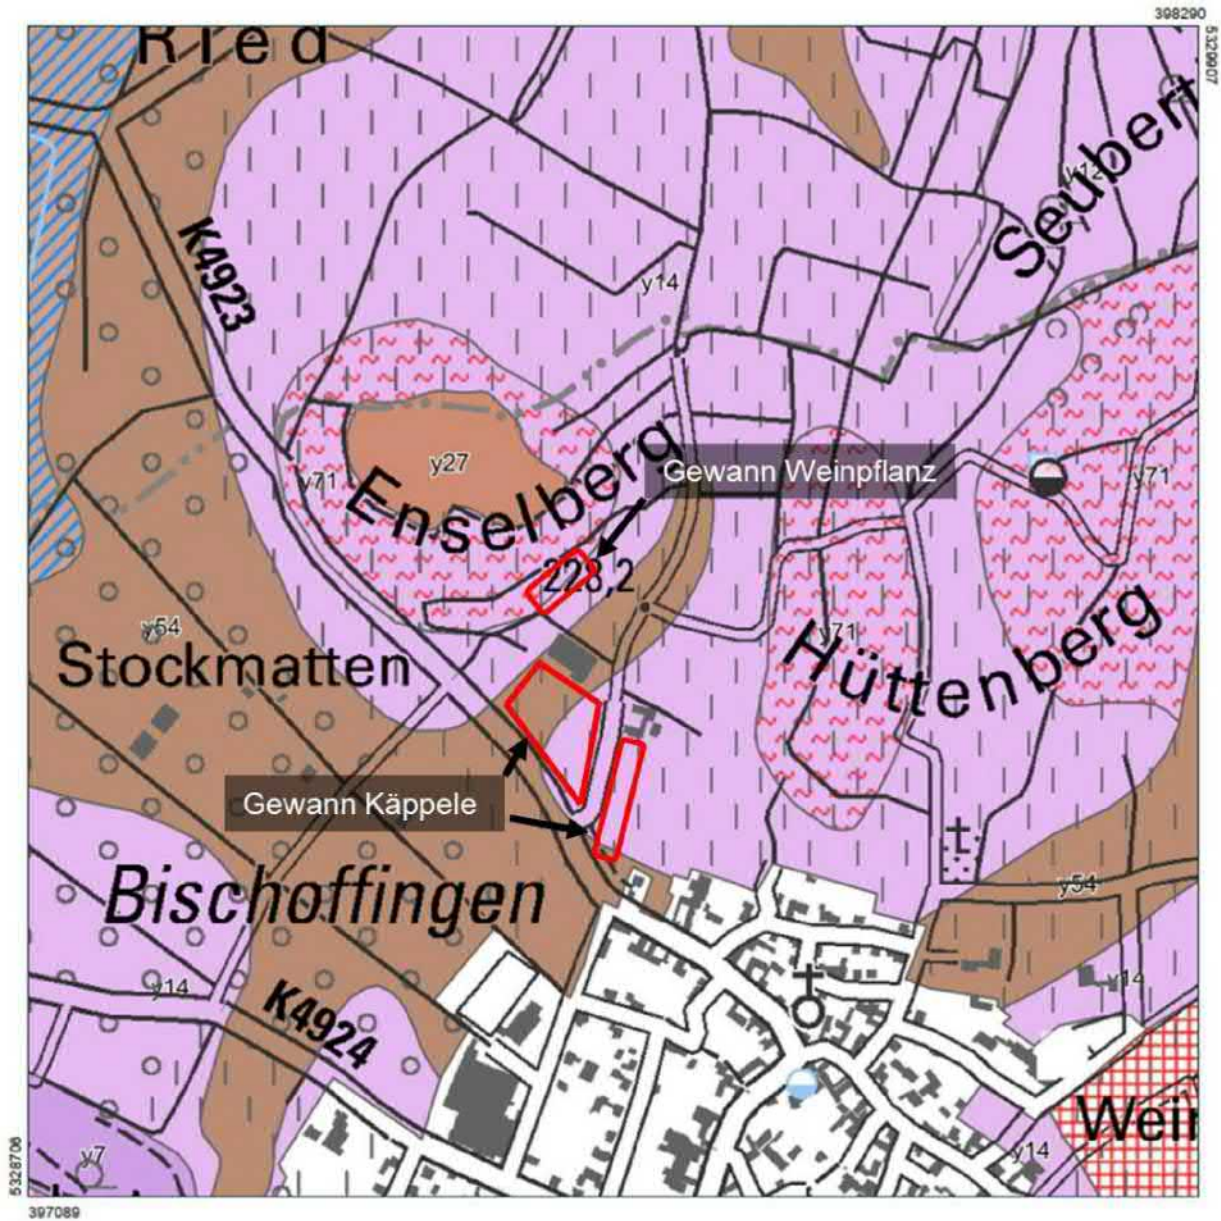 398290
5329907
Ried
Seubert
y12
K4923
y14
y27
y71
Enselberg
Gewann Weinpflanz
y71
228,2
y54
Stockmatten
y71
Hüttenberg
Gewann Käppele
Bischoffingen
y54
y14
y14
K4924
Wein
y14
y7
5328706
397089